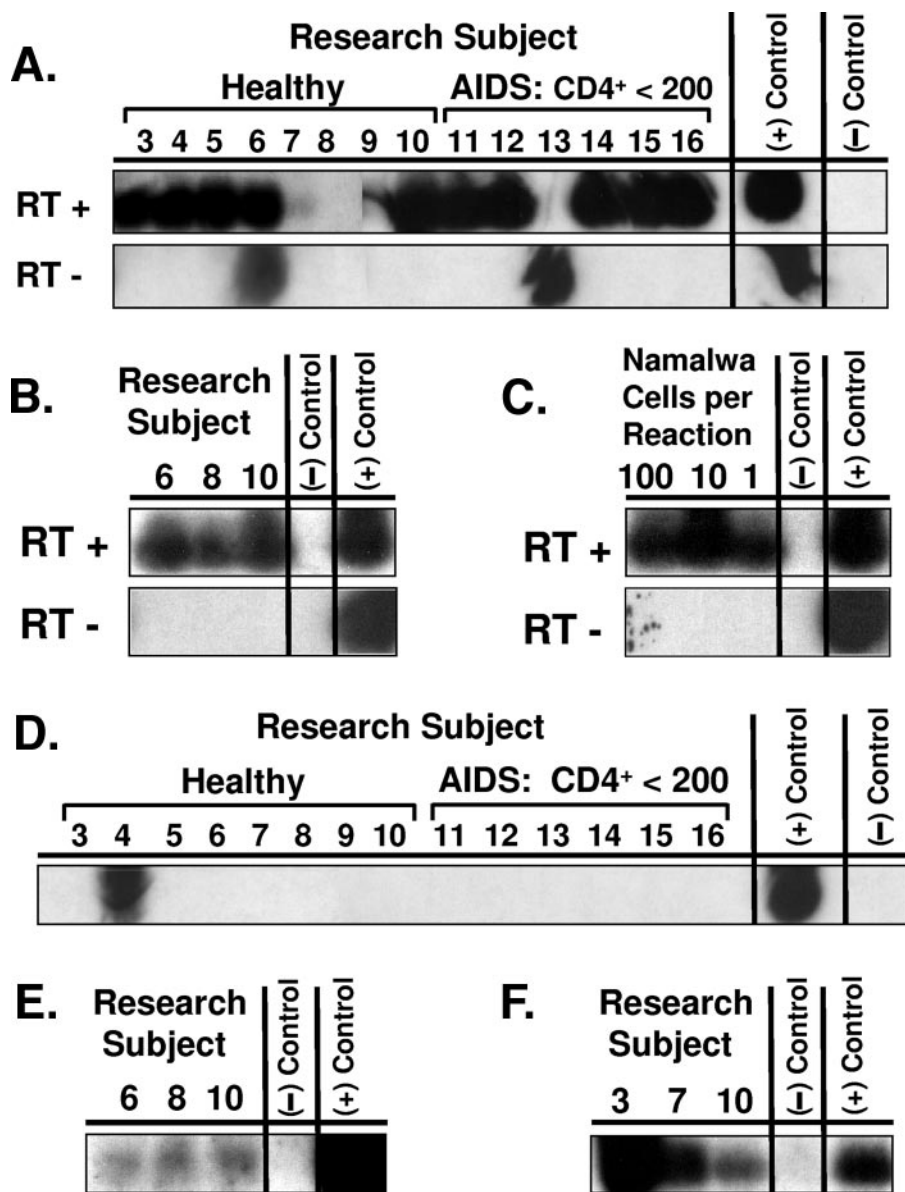 A.
Research Subject
Healthy
AIDS: CD4+ < 200
3 4 5 6 7 8 9 10 11 12 13 14 15 16
(+) Control
(−) Control
RT +
RT -
B.
Research
Subject
6 8 10
(−) Control
(+) Control
RT +
RT -
C.
Namalwa
Cells per
Reaction
100 10 1
(−) Control
(+) Control
RT +
RT -
D.
Research Subject
Healthy
AIDS: CD4+ < 200
3 4 5 6 7 8 9 10 11 12 13 14 15 16
(+) Control
(−) Control
E.
Research
Subject
6 8 10
(−) Control
(+) Control
F.
Research
Subject
3 7 10
(−) Control
(+) Control